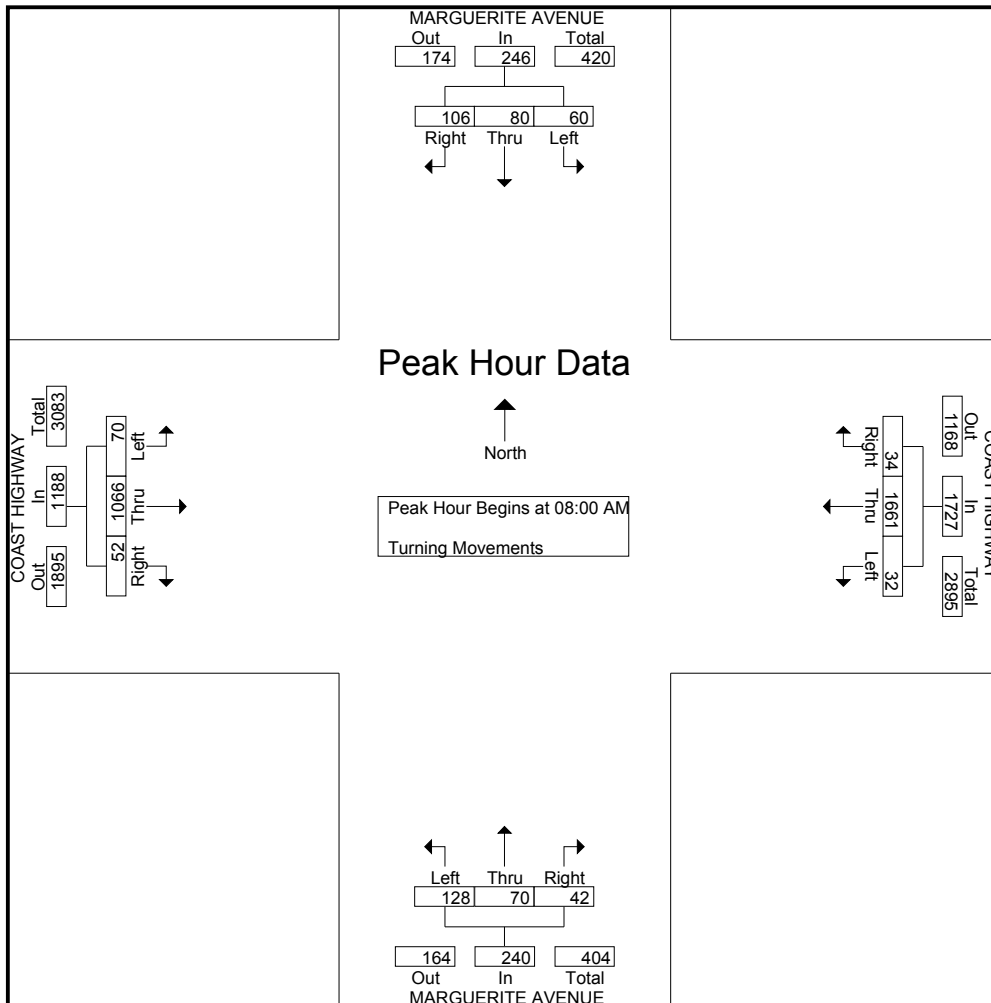 MARGUERITE AVENUE
Out In Total
174 246 420
106 80 60
Right Thru Left
Peak Hour Data
North
Peak Hour Begins at 08:00 AM
Turning Movements
COAST HIGHWAY
Out In Total
1895 1188 3083
70 1066 52
Left Thru Right
COAST HIGHWAY
Out In Total
1168 1727 2895
34 1661 32
Right Thru Left
Left Thru Right
128 70 42
164 240 404
Out In Total
MARGUERITE AVENUE